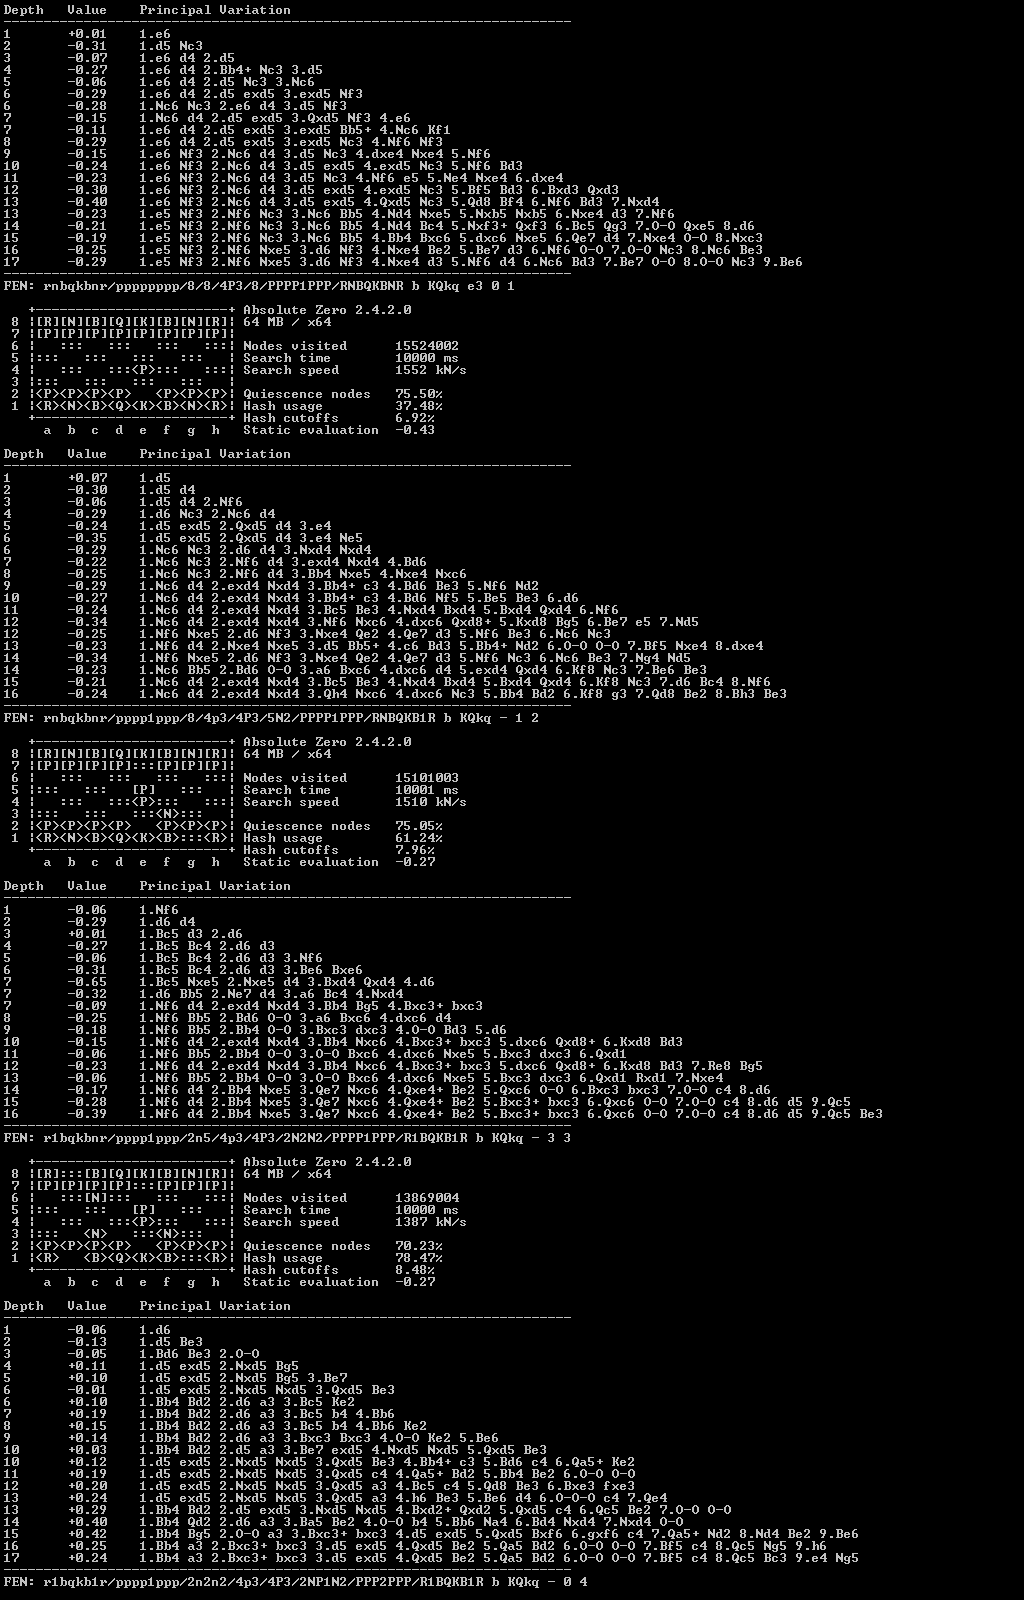 Depth   Value    Principal Variation
-----------------------------------------------------------------------
1       +0.01    1.e6
2       -0.31    1.d5 Nc3
3       -0.07    1.e6 d4 2.d5
4       -0.27    1.e6 d4 2.Bb4+ Nc3 3.d5
5       -0.06    1.e6 d4 2.d5 Nc3 3.Nc6
6       -0.29    1.e6 d4 2.d5 exd5 3.exd5 Nf3
6       -0.28    1.Nc6 Nc3 2.e6 d4 3.d5 Nf3
7       -0.15    1.Nc6 d4 2.d5 exd5 3.Qxd5 Nf3 4.e6
7       -0.11    1.e6 d4 2.d5 exd5 3.exd5 Bb5+ 4.Nc6 Kf1
8       -0.29    1.e6 d4 2.d5 exd5 3.exd5 Nc3 4.Nf6 Nf3
9       -0.15    1.e6 Nf3 2.Nc6 d4 3.d5 Nc3 4.dxe4 Nxe4 5.Nf6
10      -0.24    1.e6 Nf3 2.Nc6 d4 3.d5 exd5 4.exd5 Nc3 5.Nf6 Bd3
11      -0.23    1.e6 Nf3 2.Nc6 d4 3.d5 Nc3 4.Nf6 e5 5.Ne4 Nxe4 6.dxe4
12      -0.30    1.e6 Nf3 2.Nc6 d4 3.d5 exd5 4.exd5 Nc3 5.Bf5 Bd3 6.Bxd3 Qxd3
13      -0.40    1.e6 Nf3 2.Nc6 d4 3.d5 exd5 4.Qxd5 Nc3 5.Qd8 Bf4 6.Nf6 Bd3 7.Nxd4
13      -0.23    1.e5 Nf3 2.Nf6 Nc3 3.Nc6 Bb5 4.Nd4 Nxe5 5.Nxb5 Nxb5 6.Nxe4 d3 7.Nf6
14      -0.21    1.e5 Nf3 2.Nf6 Nc3 3.Nc6 Bb5 4.Nd4 Bc4 5.Nxf3+ Qxf3 6.Bc5 Qg3 7.O-O Qxe5 8.d6
15      -0.19    1.e5 Nf3 2.Nf6 Nc3 3.Nc6 Bb5 4.Bb4 Bxc6 5.dxc6 Nxe5 6.Qe7 d4 7.Nxe4 O-O 8.Nxc3
16      -0.25    1.e5 Nf3 2.Nf6 Nxe5 3.d6 Nf3 4.Nxe4 Be2 5.Be7 d3 6.Nf6 O-O 7.O-O Nc3 8.Nc6 Be3
17      -0.29    1.e5 Nf3 2.Nf6 Nxe5 3.d6 Nf3 4.Nxe4 d3 5.Nf6 d4 6.Nc6 Bd3 7.Be7 O-O 8.O-O Nc3 9.Be6
-----------------------------------------------------------------------
FEN: rnbqkbnr/pppppppp/8/8/4P3/8/PPPP1PPP/RNBQKBNR b KQkq e3 0 1
   +------------------------+ Absolute Zero 2.4.2.0
 8 |[R][N][B][Q][K][B][N][R]| 64 MB / x64
 7 |[P][P][P][P][P][P][P][P]|
 6 |   :::   :::   :::   :::| Nodes visited      15524002
 5 |:::   :::   :::   :::   | Search time        10000 ms
 4 |   :::   :::<P>:::   :::| Search speed       1552 kN/s
 3 |:::   :::   :::   :::   |
 2 |<P><P><P><P>   <P><P><P>| Quiescence nodes   75.50%
 1 |<R><N><B><Q><K><B><N><R>| Hash usage         37.48%
   +------------------------+ Hash cutoffs       6.92%
     a  b  c  d  e  f  g  h   Static evaluation  -0.43
Depth   Value    Principal Variation
-----------------------------------------------------------------------
1       +0.07    1.d5
2       -0.30    1.d5 d4
3       -0.06    1.d5 d4 2.Nf6
4       -0.29    1.d6 Nc3 2.Nc6 d4
5       -0.24    1.d5 exd5 2.Qxd5 d4 3.e4
6       -0.35    1.d5 exd5 2.Qxd5 d4 3.e4 Ne5
6       -0.29    1.Nc6 Nc3 2.d6 d4 3.Nxd4 Nxd4
7       -0.22    1.Nc6 Nc3 2.Nf6 d4 3.exd4 Nxd4 4.Bd6
8       -0.25    1.Nc6 Nc3 2.Nf6 d4 3.Bb4 Nxe5 4.Nxe4 Nxc6
9       -0.29    1.Nc6 d4 2.exd4 Nxd4 3.Bb4+ c3 4.Bd6 Be3 5.Nf6 Nd2
10      -0.27    1.Nc6 d4 2.exd4 Nxd4 3.Bb4+ c3 4.Bd6 Nf5 5.Be5 Be3 6.d6
11      -0.24    1.Nc6 d4 2.exd4 Nxd4 3.Bc5 Be3 4.Nxd4 Bxd4 5.Bxd4 Qxd4 6.Nf6
12      -0.34    1.Nc6 d4 2.exd4 Nxd4 3.Nf6 Nxc6 4.dxc6 Qxd8+ 5.Kxd8 Bg5 6.Be7 e5 7.Nd5
12      -0.25    1.Nf6 Nxe5 2.d6 Nf3 3.Nxe4 Qe2 4.Qe7 d3 5.Nf6 Be3 6.Nc6 Nc3
13      -0.14    1.Nf6 d4 2.Nxe4 Nxe5 3.d5 Bb5+ 4.c6 Bd3 5.Bb4+ Nd2 6.O-O O-O 7.Bf5 Nxe4 8.dxe4
14      -0.34    1.Nf6 Nxe5 2.d6 Nf3 3.Nxe4 Qe2 4.Qe7 d3 5.Nf6 Nc3 6.Nc6 Be3 7.Ng4 Nd5
14      -0.23    1.Nc6 Bb5 2.Bd6 O-O 3.a6 Bxc6 4.dxc6 d4 5.exd4 Qxd4 6.Kf8 Nc3 7.Be6 Be3
15      -0.21    1.Nc6 d4 2.exd4 Nxd4 3.Bc5 Be3 4.Nxd4 Bxd4 5.Bxd4 Qxd4 6.Kf8 Nc3 7.d6 Bc4 8.Nf6
16      -0.24    1.Nc6 d4 2.exd4 Nxd4 3.Qh4 Nxc6 4.dxc6 Nc3 5.Bb4 Bd2 6.Kf8 g3 7.Qd8 Be2 8.Bh3 Be3
-----------------------------------------------------------------------
FEN: rnbqkbnr/pppp1ppp/8/4p3/4P3/5N2/PPPP1PPP/RNBQKB1R b KQkq - 1 2
   +------------------------+ Absolute Zero 2.4.2.0
 8 |[R][N][B][Q][K][B][N][R]| 64 MB / x64
 7 |[P][P][P][P]:::[P][P][P]|
 6 |   :::   :::   :::   :::| Nodes visited      15101003
 5 |:::   :::   [P]   :::   | Search time        10001 ms
 4 |   :::   :::<P>:::   :::| Search speed       1510 kN/s
 3 |:::   :::   :::<N>:::   |
 2 |<P><P><P><P>   <P><P><P>| Quiescence nodes   75.05%
 1 |<R><N><B><Q><K><B>:::<R>| Hash usage         61.24%
   +------------------------+ Hash cutoffs       7.96%
     a  b  c  d  e  f  g  h   Static evaluation  -0.27
Depth   Value    Principal Variation
-----------------------------------------------------------------------
1       -0.06    1.Nf6
2       -0.29    1.d6 d4
3       +0.01    1.Bc5 d3 2.d6
4       -0.27    1.Bc5 Bc4 2.d6 d3
5       -0.06    1.Bc5 Bc4 2.d6 d3 3.Nf6
6       -0.31    1.Bc5 Bc4 2.d6 d3 3.Be6 Bxe6
7       -0.65    1.Bc5 Nxe5 2.Nxe5 d4 3.Bxd4 Qxd4 4.d6
7       -0.32    1.d6 Bb5 2.Ne7 d4 3.a6 Bc4 4.Nxd4
7       -0.09    1.Nf6 d4 2.exd4 Nxd4 3.Bb4 Bg5 4.Bxc3+ bxc3
8       -0.25    1.Nf6 Bb5 2.Bd6 O-O 3.a6 Bxc6 4.dxc6 d4
9       -0.18    1.Nf6 Bb5 2.Bb4 O-O 3.Bxc3 dxc3 4.O-O Bd3 5.d6
10      -0.15    1.Nf6 d4 2.exd4 Nxd4 3.Bb4 Nxc6 4.Bxc3+ bxc3 5.dxc6 Qxd8+ 6.Kxd8 Bd3
11      -0.06    1.Nf6 Bb5 2.Bb4 O-O 3.O-O Bxc6 4.dxc6 Nxe5 5.Bxc3 dxc3 6.Qxd1
12      -0.23    1.Nf6 d4 2.exd4 Nxd4 3.Bb4 Nxc6 4.Bxc3+ bxc3 5.dxc6 Qxd8+ 6.Kxd8 Bd3 7.Re8 Bg5
13      -0.06    1.Nf6 Bb5 2.Bb4 O-O 3.O-O Bxc6 4.dxc6 Nxe5 5.Bxc3 dxc3 6.Qxd1 Rxd1 7.Nxe4
14      -0.17    1.Nf6 d4 2.Bb4 Nxe5 3.Qe7 Nxc6 4.Qxe4+ Be2 5.Qxc6 O-O 6.Bxc3 bxc3 7.O-O c4 8.d6
15      -0.28    1.Nf6 d4 2.Bb4 Nxe5 3.Qe7 Nxc6 4.Qxe4+ Be2 5.Bxc3+ bxc3 6.Qxc6 O-O 7.O-O c4 8.d6 d5 9.Qc5
16      -0.39    1.Nf6 d4 2.Bb4 Nxe5 3.Qe7 Nxc6 4.Qxe4+ Be2 5.Bxc3+ bxc3 6.Qxc6 O-O 7.O-O c4 8.d6 d5 9.Qc5 Be3
-----------------------------------------------------------------------
FEN: r1bqkbnr/pppp1ppp/2n5/4p3/4P3/2N2N2/PPPP1PPP/R1BQKB1R b KQkq - 3 3
   +------------------------+ Absolute Zero 2.4.2.0
 8 |[R]:::[B][Q][K][B][N][R]| 64 MB / x64
 7 |[P][P][P][P]:::[P][P][P]|
 6 |   :::[N]:::   :::   :::| Nodes visited      13869004
 5 |:::   :::   [P]   :::   | Search time        10000 ms
 4 |   :::   :::<P>:::   :::| Search speed       1387 kN/s
 3 |:::   <N>   :::<N>:::   |
 2 |<P><P><P><P>   <P><P><P>| Quiescence nodes   70.23%
 1 |<R>   <B><Q><K><B>:::<R>| Hash usage         78.47%
   +------------------------+ Hash cutoffs       8.48%
     a  b  c  d  e  f  g  h   Static evaluation  -0.27
Depth   Value    Principal Variation
-----------------------------------------------------------------------
1       -0.06    1.d6
2       -0.13    1.d5 Be3
3       -0.05    1.Bd6 Be3 2.O-O
4       +0.11    1.d5 exd5 2.Nxd5 Bg5
5       +0.10    1.d5 exd5 2.Nxd5 Bg5 3.Be7
6       -0.01    1.d5 exd5 2.Nxd5 Nxd5 3.Qxd5 Be3
6       +0.10    1.Bb4 Bd2 2.d6 a3 3.Bc5 Ke2
7       +0.19    1.Bb4 Bd2 2.d6 a3 3.Bc5 b4 4.Bb6
8       +0.15    1.Bb4 Bd2 2.d6 a3 3.Bc5 b4 4.Bb6 Ke2
9       +0.14    1.Bb4 Bd2 2.d6 a3 3.Bxc3 Bxc3 4.O-O Ke2 5.Be6
10      +0.03    1.Bb4 Bd2 2.d5 a3 3.Be7 exd5 4.Nxd5 Nxd5 5.Qxd5 Be3
10      +0.12    1.d5 exd5 2.Nxd5 Nxd5 3.Qxd5 Be3 4.Bb4+ c3 5.Bd6 c4 6.Qa5+ Ke2
11      +0.19    1.d5 exd5 2.Nxd5 Nxd5 3.Qxd5 c4 4.Qa5+ Bd2 5.Bb4 Be2 6.O-O O-O
12      +0.20    1.d5 exd5 2.Nxd5 Nxd5 3.Qxd5 a3 4.Bc5 c4 5.Qd8 Be3 6.Bxe3 fxe3
13      +0.24    1.d5 exd5 2.Nxd5 Nxd5 3.Qxd5 a3 4.h6 Be3 5.Be6 d4 6.O-O-O c4 7.Qe4
13      +0.29    1.Bb4 Bd2 2.d5 exd5 3.Nxd5 Nxd5 4.Bxd2+ Qxd2 5.Qxd5 c4 6.Qc5 Be2 7.O-O O-O
14      +0.40    1.Bb4 Qd2 2.d6 a3 3.Ba5 Be2 4.O-O b4 5.Bb6 Na4 6.Bd4 Nxd4 7.Nxd4 O-O
15      +0.42    1.Bb4 Bg5 2.O-O a3 3.Bxc3+ bxc3 4.d5 exd5 5.Qxd5 Bxf6 6.gxf6 c4 7.Qa5+ Nd2 8.Nd4 Be2 9.Be6
16      +0.25    1.Bb4 a3 2.Bxc3+ bxc3 3.d5 exd5 4.Qxd5 Be2 5.Qa5 Bd2 6.O-O O-O 7.Bf5 c4 8.Qc5 Ng5 9.h6
17      +0.24    1.Bb4 a3 2.Bxc3+ bxc3 3.d5 exd5 4.Qxd5 Be2 5.Qa5 Bd2 6.O-O O-O 7.Bf5 c4 8.Qc5 Bc3 9.e4 Ng5
-----------------------------------------------------------------------
FEN: r1bqkb1r/pppp1ppp/2n2n2/4p3/4P3/2NP1N2/PPP2PPP/R1BQKB1R b KQkq - 0 4